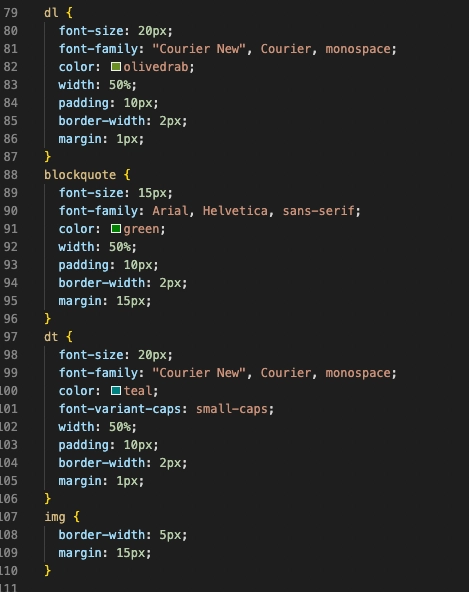 79 dl {
80 font-size: 20px;
81 font-family: "Courier New", Courier, monospace;
82 color: olivedrab;
83 width: 50%;
84 padding: 10px;
85 border-width: 2px;
86 margin: 1px;
87 }
88 blockquote {
89 font-size: 15px;
90 font-family: Arial, Helvetica, sans-serif;
91 color: green;
92 width: 50%;
93 padding: 10px;
94 border-width: 2px;
95 margin: 15px;
96 }
97 dt {
98 font-size: 20px;
99 font-family: "Courier New", Courier, monospace;
100 color: teal;
101 font-variant-caps: small-caps;
102 width: 50%;
103 padding: 10px;
104 border-width: 2px;
105 margin: 1px;
106 }
107 img {
108 border-width: 5px;
109 margin: 15px;
110 }
111